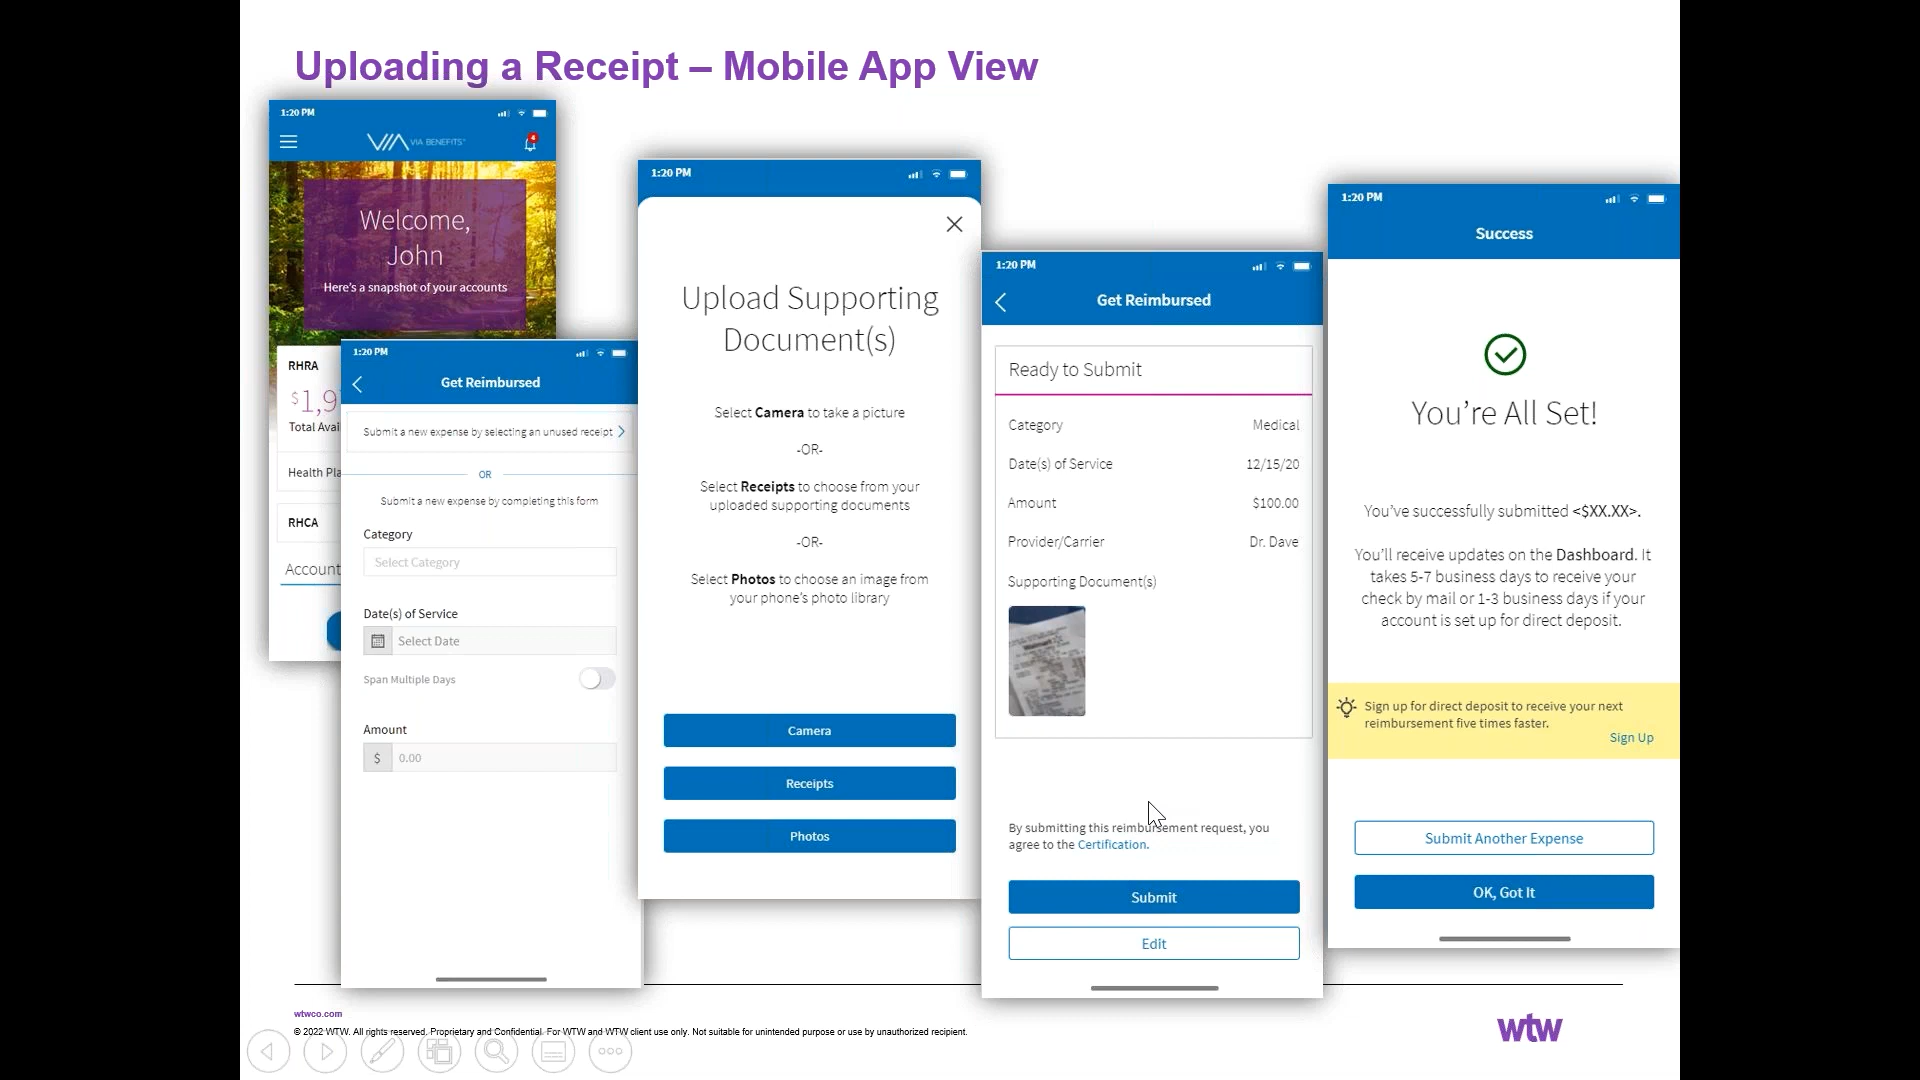 Uploading a Receipt – Mobile App View
1:20 PM
VIA BENEFITS
4
Welcome,
John
Here's a snapshot of your accounts
RHRA
$1,9
Total Avai
Health Pla
RHCA
Account
1:20 PM
Get Reimbursed
Submit a new expense by selecting an unused receipt
OR
Submit a new expense by completing this form
Category
Select Category
Date(s) of Service
Select Date
Span Multiple Days
Amount
$ 0.00
1:20 PM
Upload Supporting
Document(s)
Select Camera to take a picture
-OR-
Select Receipts to choose from your
uploaded supporting documents
-OR-
Select Photos to choose an image from
your phone's photo library
Camera
Receipts
Photos
1:20 PM
Get Reimbursed
Ready to Submit
Category Medical
Date(s) of Service 12/15/20
Amount $100.00
Provider/Carrier Dr. Dave
Supporting Document(s)
By submitting this reimbursement request, you
agree to the Certification.
Submit
Edit
1:20 PM
Success
You're All Set!
You've successfully submitted <$XX.XX>.
You'll receive updates on the Dashboard. It
takes 5-7 business days to receive your
check by mail or 1-3 business days if your
account is set up for direct deposit.
Sign up for direct deposit to receive your next
reimbursement five times faster.
Sign Up
Submit Another Expense
OK, Got It
wtwco.com
© 2022 WTW. All rights reserved. Proprietary and Confidential. For WTW and WTW client use only. Not suitable for unintended purpose or use by unauthorized recipient.
wtw